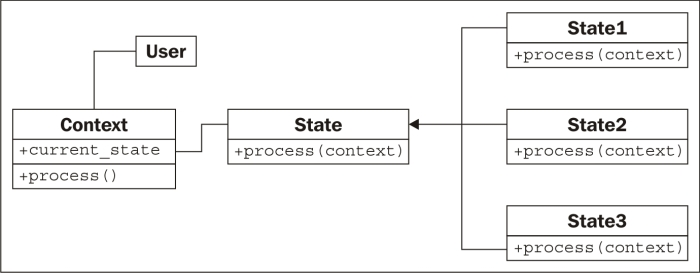 User
Context
+current_state
+process()
State
+process(context)
State1
+process(context)
State2
+process(context)
State3
+process(context)